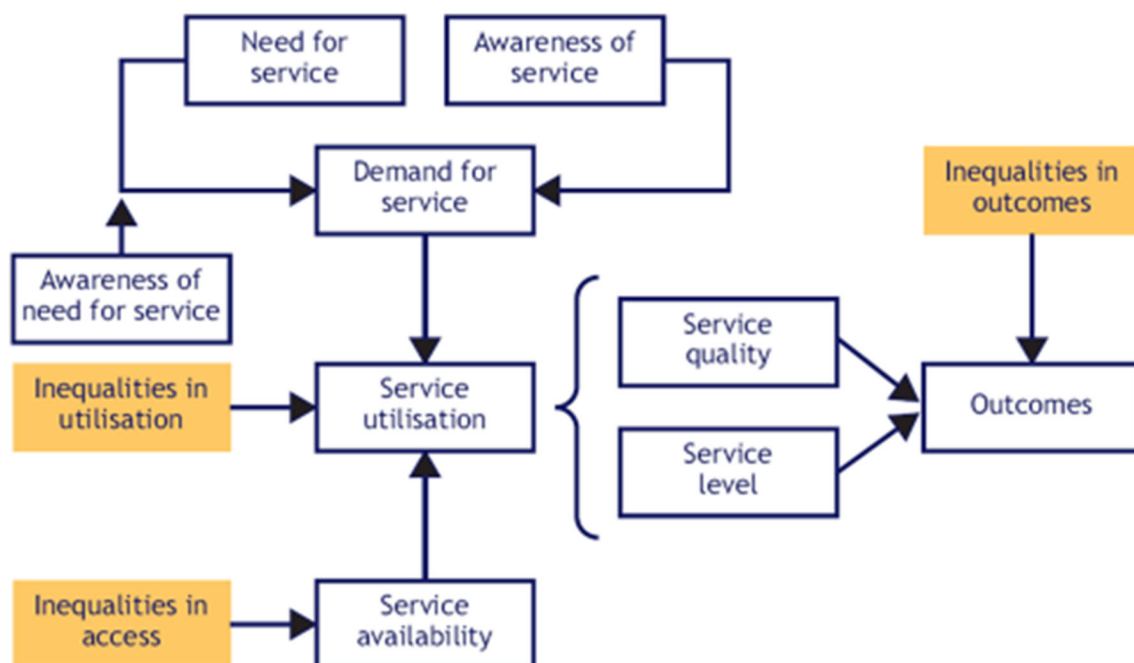 Need for
service
Awareness of
service
Demand for
service
Inequalities in
outcomes
Awareness of
need for service
Service
quality
Inequalities in
utilisation
Service
utilisation
Outcomes
Service
level
Inequalities in
access
Service
availability